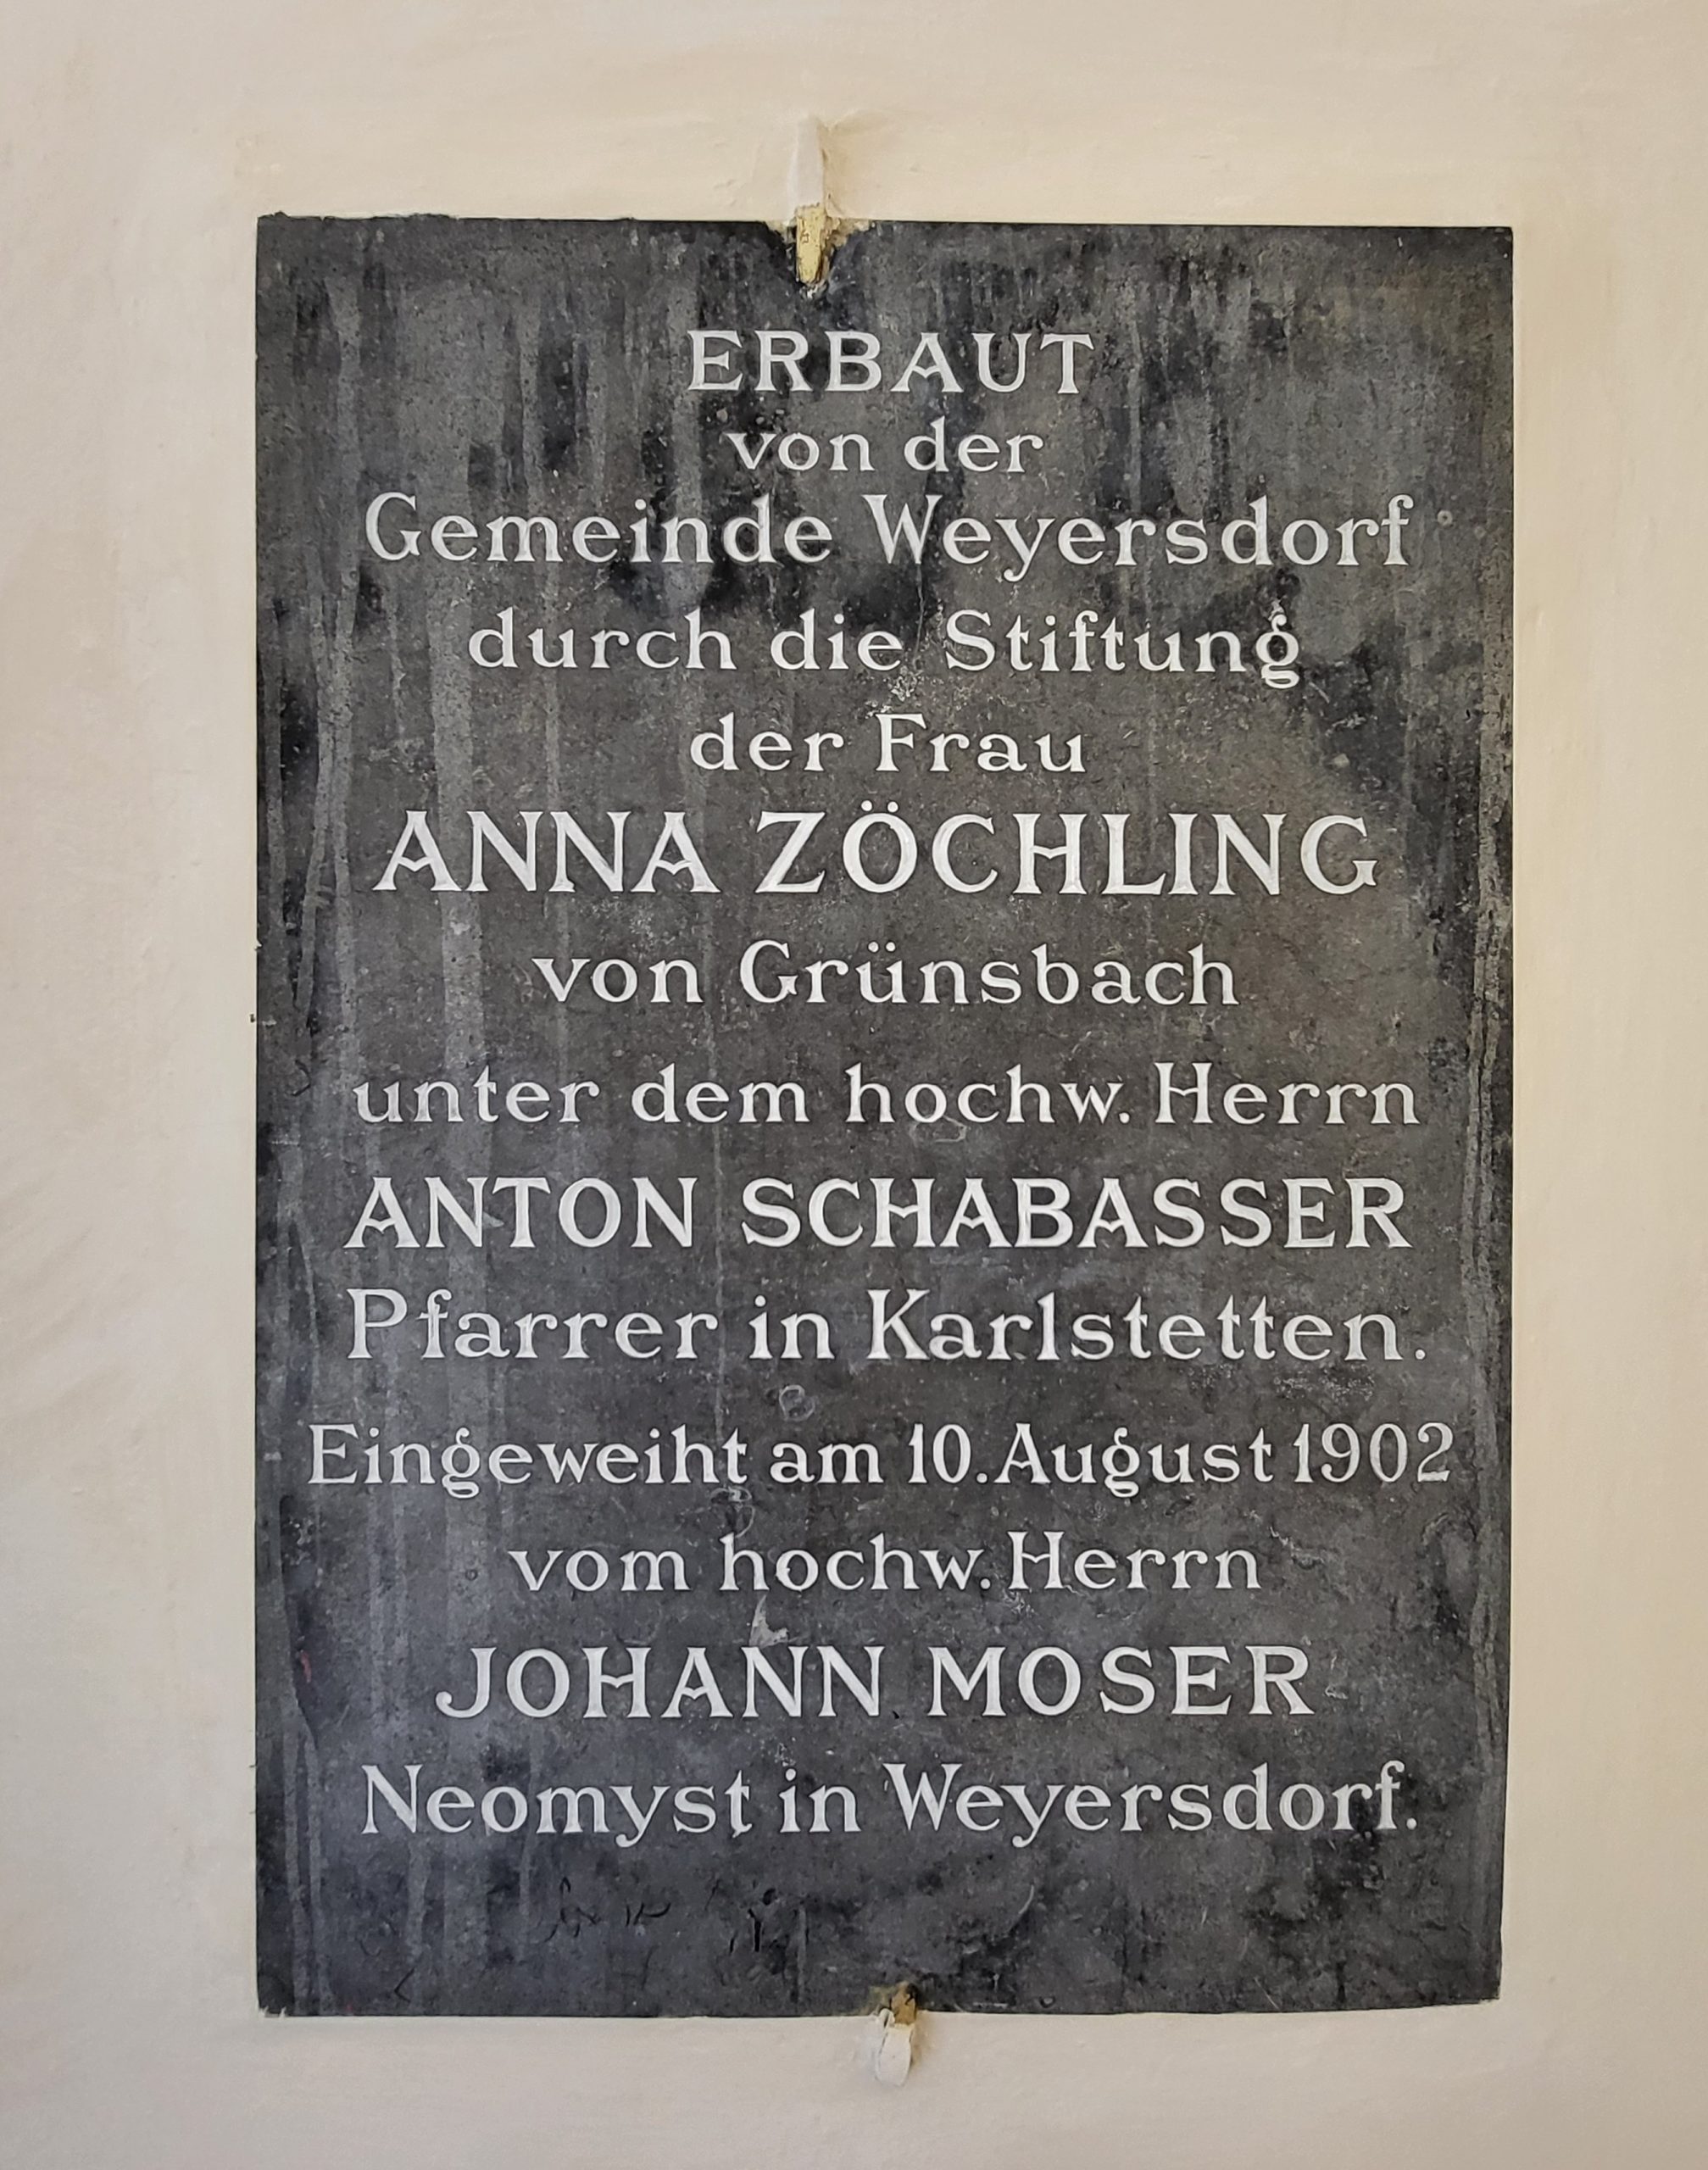 ERBAUT
von der
Gemeinde Weyersdorf
durch die Stiftung
der Frau
ANNA ZÖCHLING
von Grünsbach
unter dem hochw. Herrn
ANTON SCHABASSER
Pfarrer in Karlstetten.
Eingeweiht am 10. August 1902
vom hochw. Herrn
JOHANN MOSER
Neomyst in Weyersdorf.